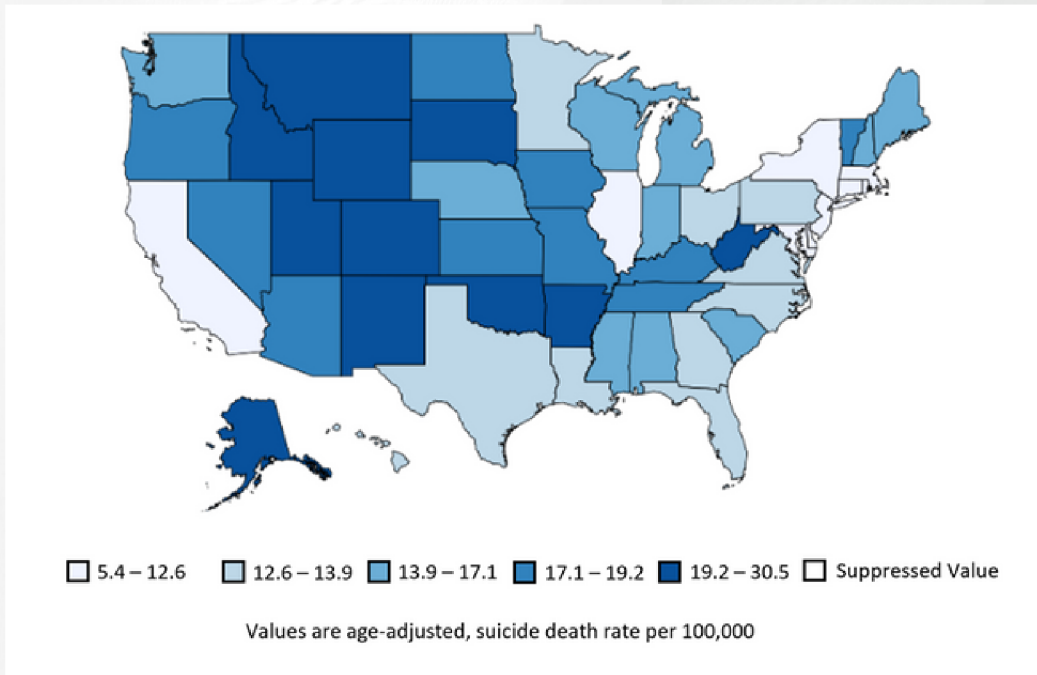 5.4 – 12.6 12.6 – 13.9 13.9 – 17.1 17.1 – 19.2 19.2 – 30.5 Suppressed Value
Values are age-adjusted, suicide death rate per 100,000